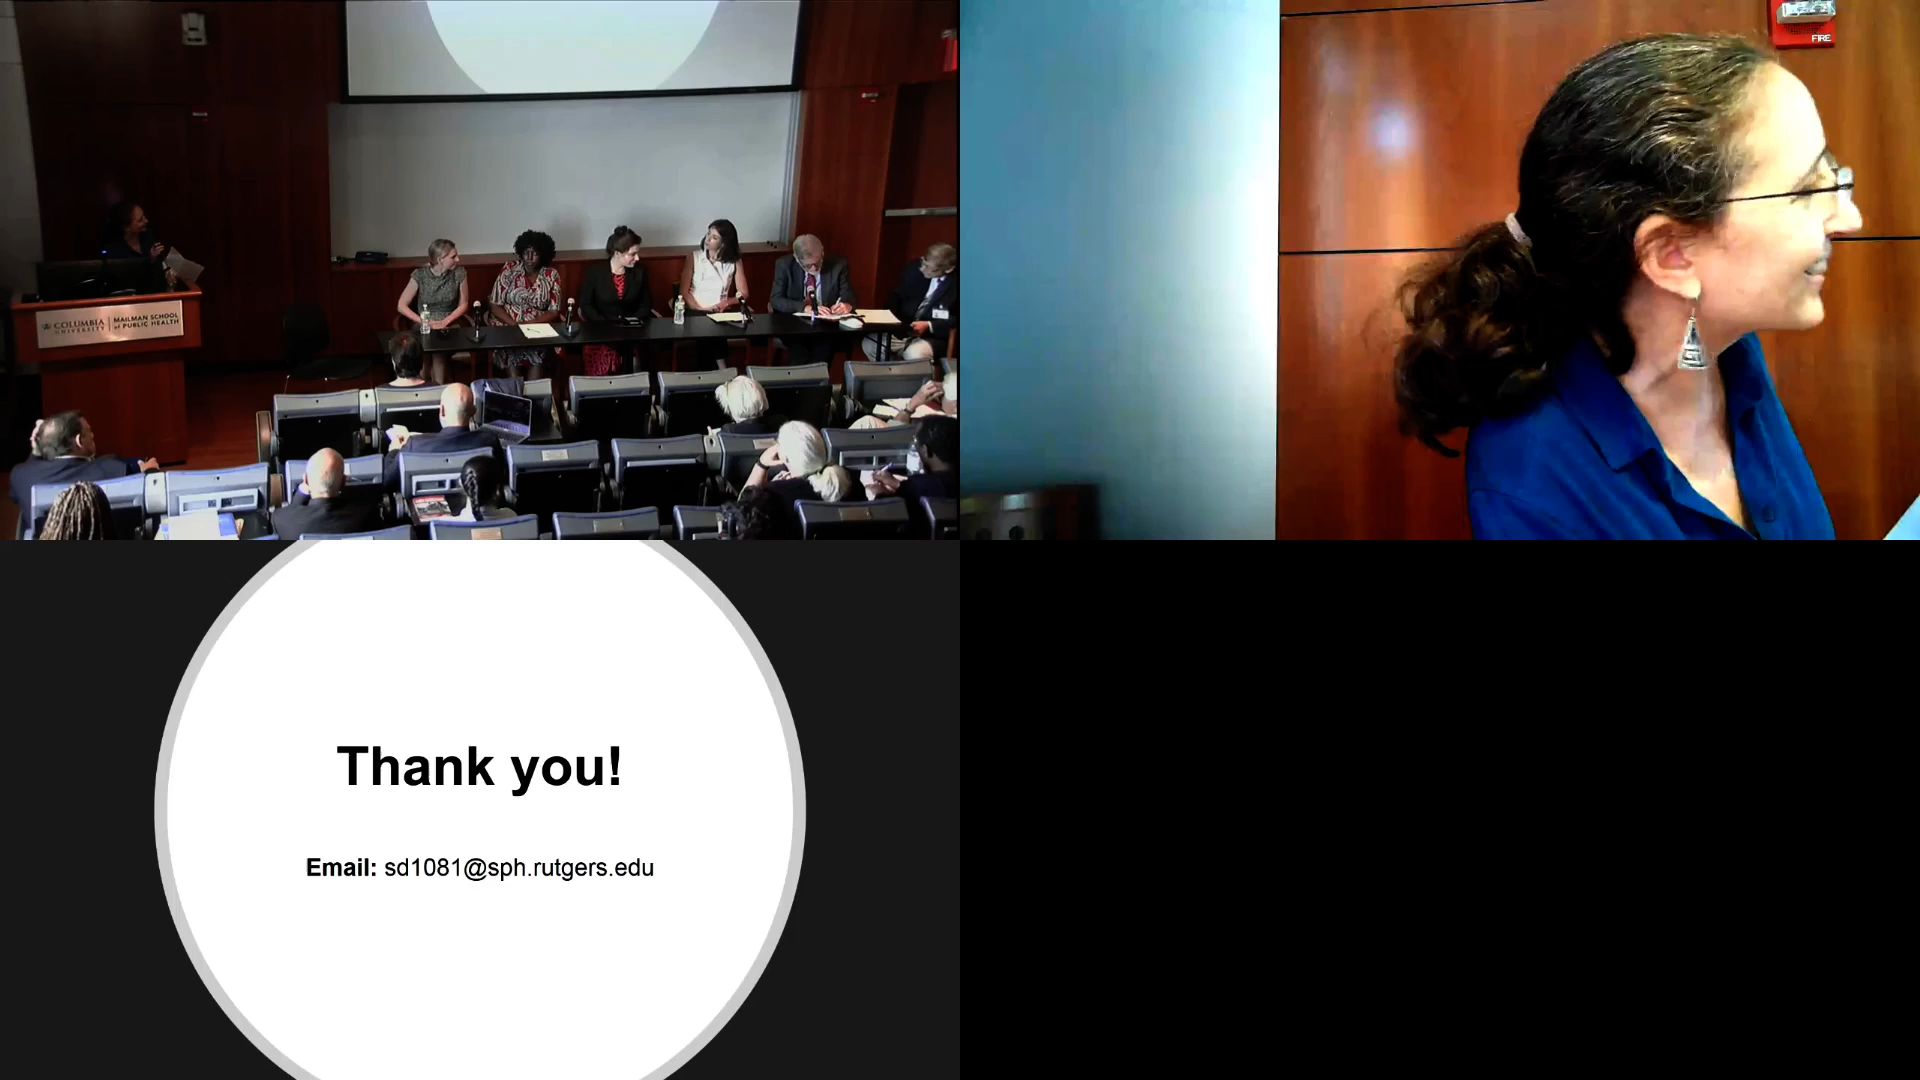 COLUMBIA UNIVERSITY
MAILMAN SCHOOL
of PUBLIC HEALTH
FIRE
Thank you!
Email: sd1081@sph.rutgers.edu